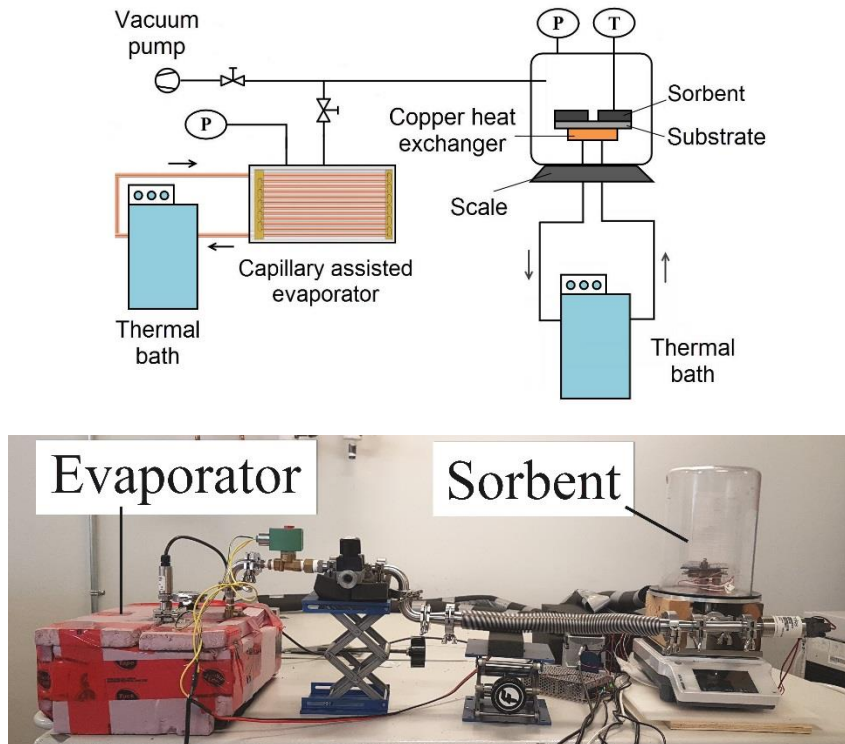 Vacuum
pump
P
T
P
Sorbent
Copper heat
exchanger
Substrate
Scale
Capillary assisted
evaporator
Thermal
bath
Thermal
bath
Evaporator
Sorbent